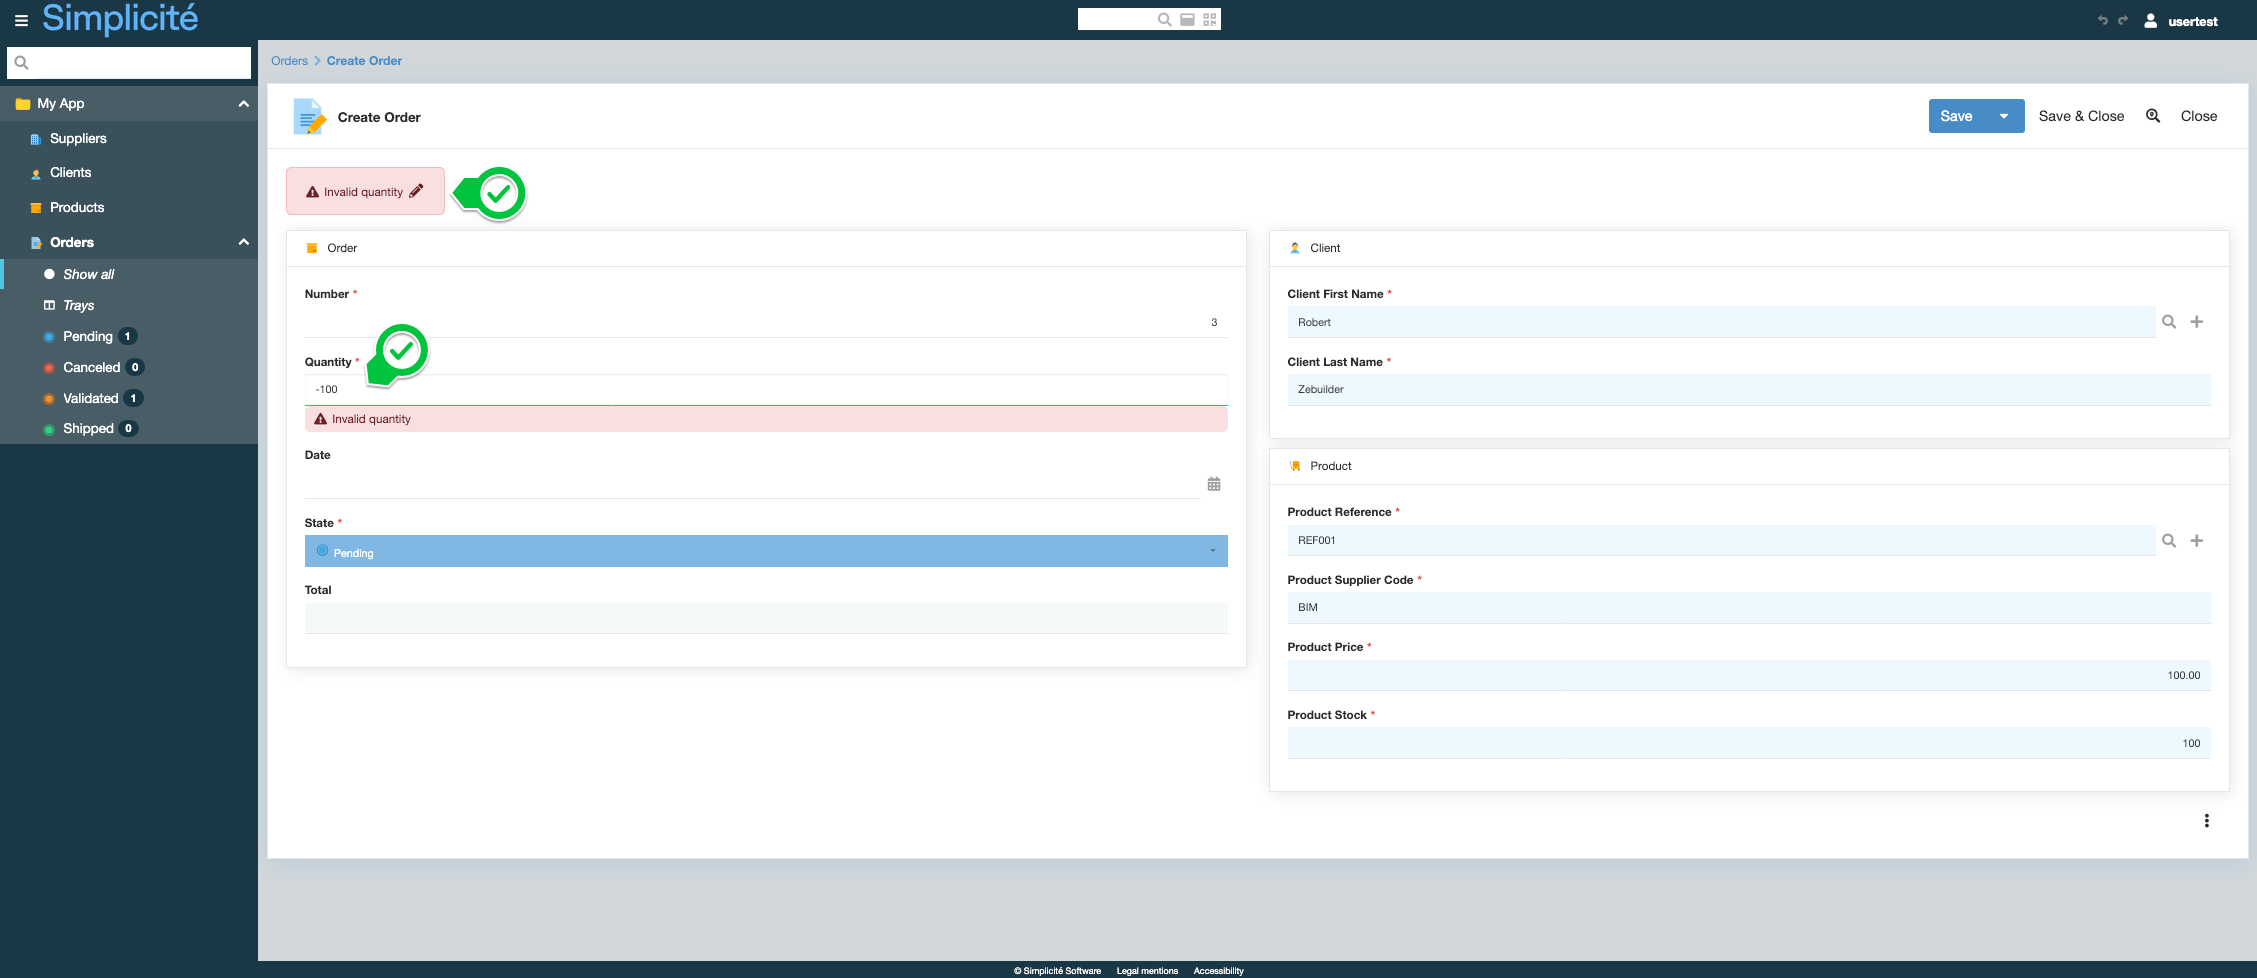 Simplicité
usertest
My App
Suppliers
Clients
Products
Orders
Show all
Trays
Pending 1
Canceled 0
Validated 1
Shipped 0
Orders > Create Order
Create Order
Save
Save & Close
Close
Invalid quantity
Order
Number *
3
Quantity *
-100
Invalid quantity
Date
State *
Pending
Total
Client
Client First Name *
Robert
Client Last Name *
Zebuilder
Product
Product Reference *
REF001
Product Supplier Code *
BIM
Product Price *
100.00
Product Stock *
100
© Simplicité Software Legal mentions Accessibility